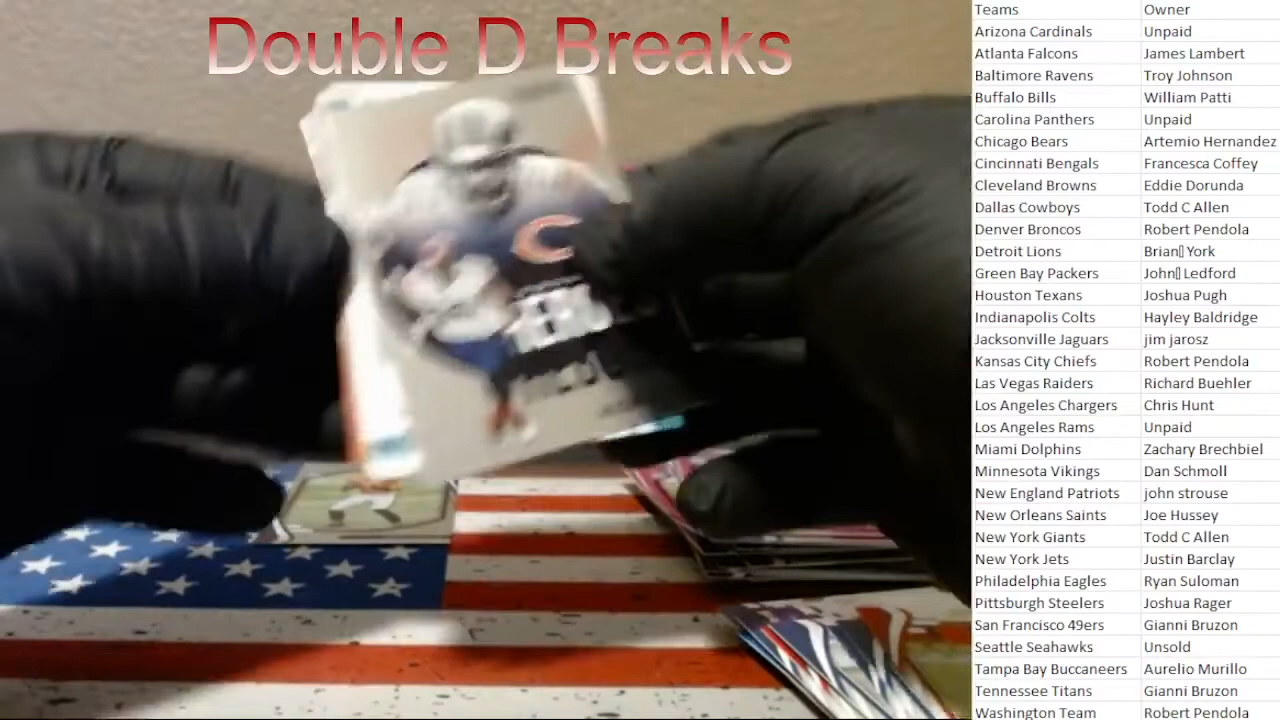 Double D Breaks
Teams Owner
Arizona Cardinals Unpaid
Atlanta Falcons James Lambert
Baltimore Ravens Troy Johnson
Buffalo Bills William Patti
Carolina Panthers Unpaid
Chicago Bears Artemio Hernandez
Cincinnati Bengals Francesca Coffey
Cleveland Browns Eddie Dorunda
Dallas Cowboys Todd C Allen
Denver Broncos Robert Pendola
Detroit Lions Brian▯York
Green Bay Packers John▯Ledford
Houston Texans Joshua Pugh
Indianapolis Colts Hayley Baldridge
Jacksonville Jaguars jim jarosz
Kansas City Chiefs Robert Pendola
Las Vegas Raiders Richard Buehler
Los Angeles Chargers Chris Hunt
Los Angeles Rams Unpaid
Miami Dolphins Zachary Brechbiel
Minnesota Vikings Dan Schmoll
New England Patriots john strouse
New Orleans Saints Joe Hussey
New York Giants Todd C Allen
New York Jets Justin Barclay
Philadelphia Eagles Ryan Suloman
Pittsburgh Steelers Joshua Rager
San Francisco 49ers Gianni Bruzon
Seattle Seahawks Unsold
Tampa Bay Buccaneers Aurelio Murillo
Tennessee Titans Gianni Bruzon
Washington Team Robert Pendola